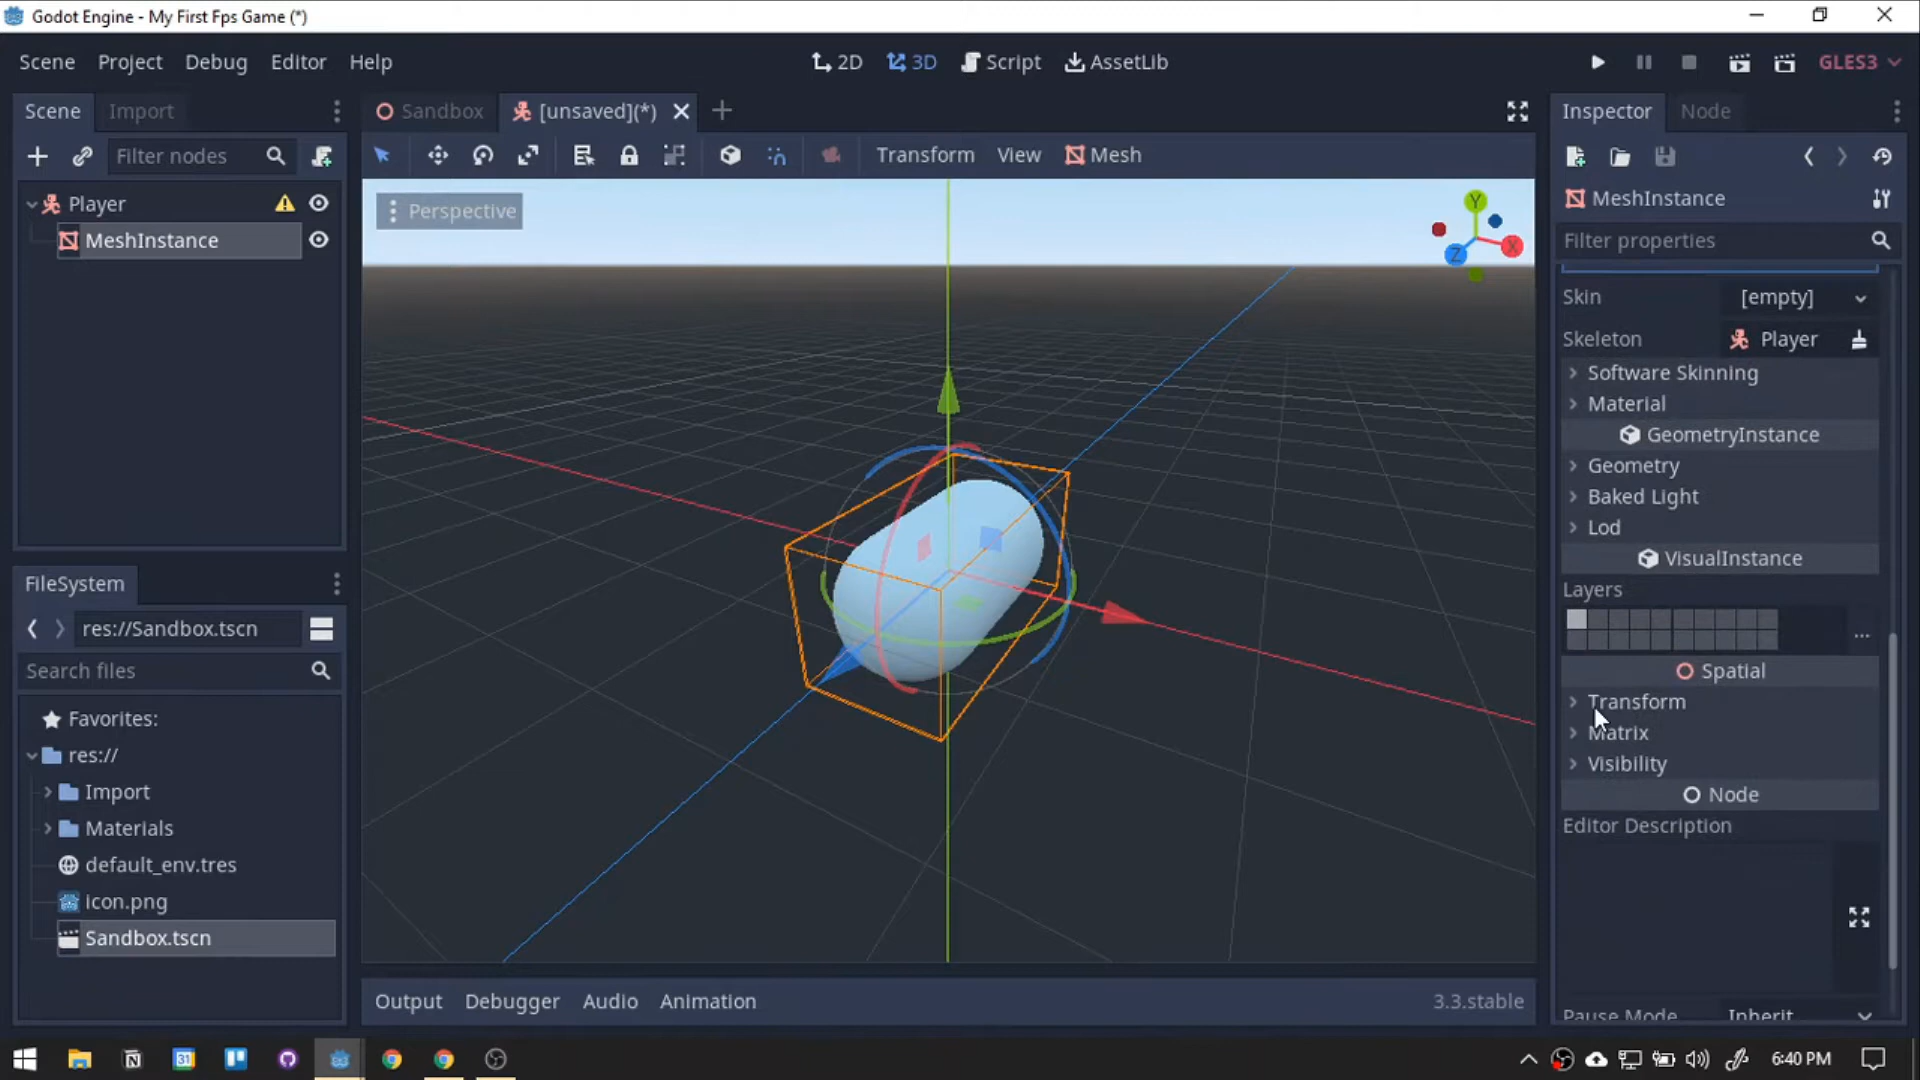 Godot Engine - My First Fps Game (*)
Scene Project Debug Editor Help
2D 3D Script AssetLib
GLES3
Scene Import
Filter nodes
Player
MeshInstance
FileSystem
res://Sandbox.tscn
Search files
Favorites:
res://
Import
Materials
default_env.tres
icon.png
Sandbox.tscn
Sandbox [unsaved](*)
Transform View Mesh
Perspective
Y
X
Z
Output Debugger Audio Animation 3.3.stable
Inspector Node
MeshInstance
Filter properties
Skin [empty]
Skeleton Player
Software Skinning
Material
GeometryInstance
Geometry
Baked Light
Lod
VisualInstance
Layers
Spatial
Transform
Matrix
Visibility
Node
Editor Description
Pause Mode Inherit
31
6:40 PM